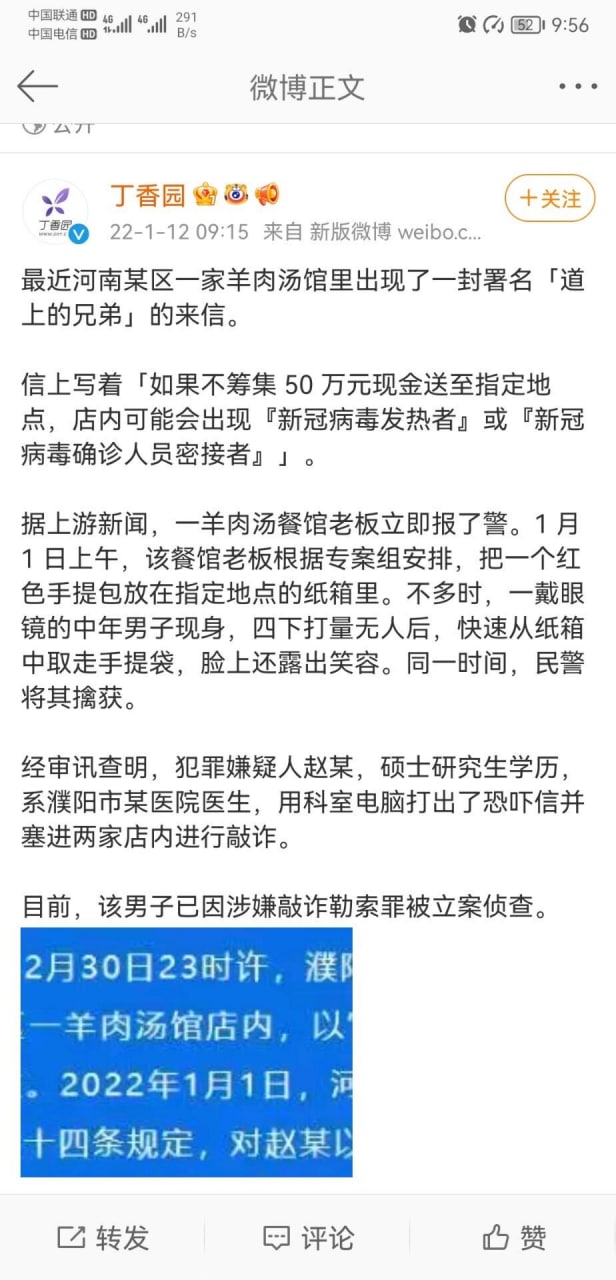 中国联通 HD 4G 4G 291
中国电信 HD B/s 52 9:56
微博正文
公开
丁香园
丁香园
+关注
22-1-12 09:15 来自 新版微博 weibo.c...
最近河南某区一家羊肉汤馆里出现了一封署名「道
上的兄弟」的来信。
信上写着「如果不筹集 50 万元现金送至指定地
点，店内可能会出现『新冠病毒发热者』或『新冠
病毒确诊人员密接者』」。
据上游新闻，一羊肉汤餐馆老板立即报了警。1 月
1 日上午，该餐馆老板根据专案组安排，把一个红
色手提包放在指定地点的纸箱里。不多时，一戴眼
镜的中年男子现身，四下打量无人后，快速从纸箱
中取走手提袋，脸上还露出笑容。同一时间，民警
将其擒获。
经审讯查明，犯罪嫌疑人赵某，硕士研究生学历，
系濮阳市某医院医生，用科室电脑打出了恐吓信并
塞进两家店内进行敲诈。
目前，该男子已因涉嫌敲诈勒索罪被立案侦查。
2月30日23时许，濮阳
一羊肉汤馆店内，以“
。2022年1月1日，河
十四条规定，对赵某以
转发 评论 赞